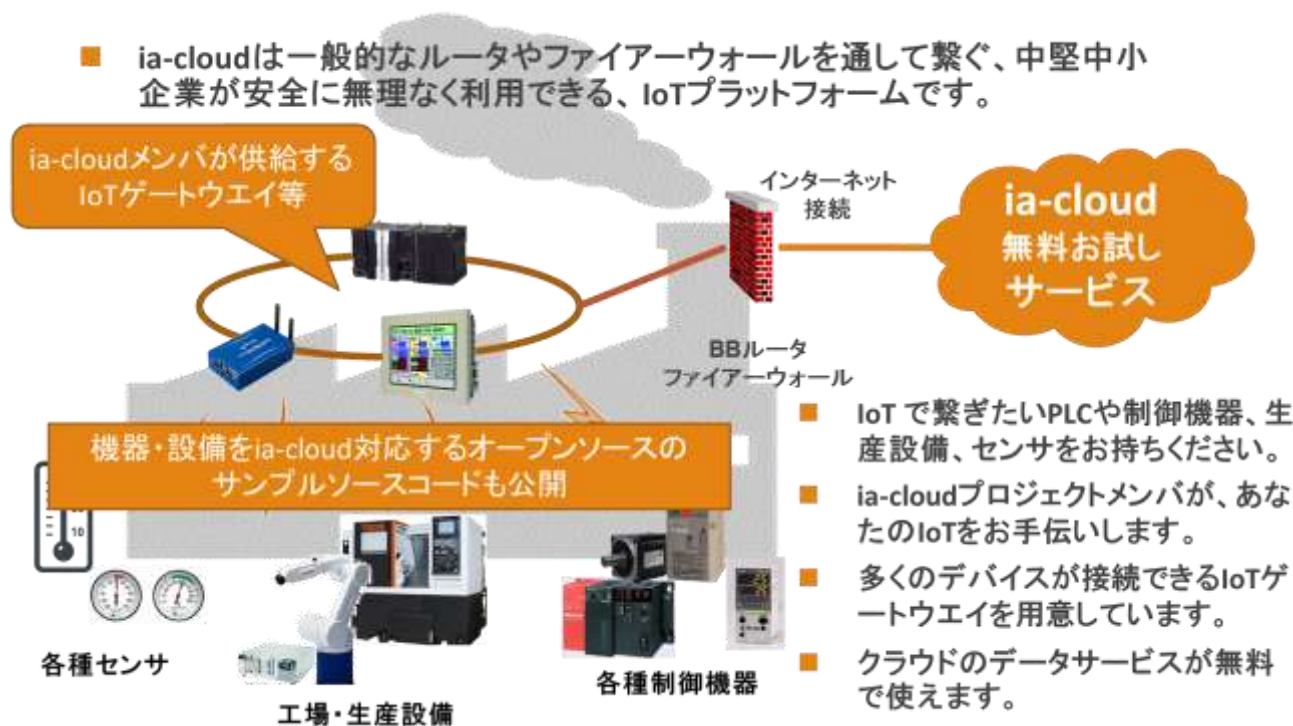 ia-cloudは一般的なルータやファイアーウォールを通して繋ぐ、中堅中小
企業が安全に無理なく利用できる、IoTプラットフォームです。
ia-cloudメンバが供給する
IoTゲートウエイ等
インターネット
接続
ia-cloud
無料お試し
サービス
BBルータ
ファイアーウォール
機器・設備をia-cloud対応するオープンソースの
サンプルソースコードも公開
10
各種センサ
工場・生産設備
各種制御機器
IoT で繋ぎたいPLCや制御機器、生
産設備、センサをお持ちください。
ia-cloudプロジェクトメンバが、あな
たのIoTをお手伝いします。
多くのデバイスが接続できるIoTゲ
ートウエイを用意しています。
クラウドのデータサービスが無料
で使えます。